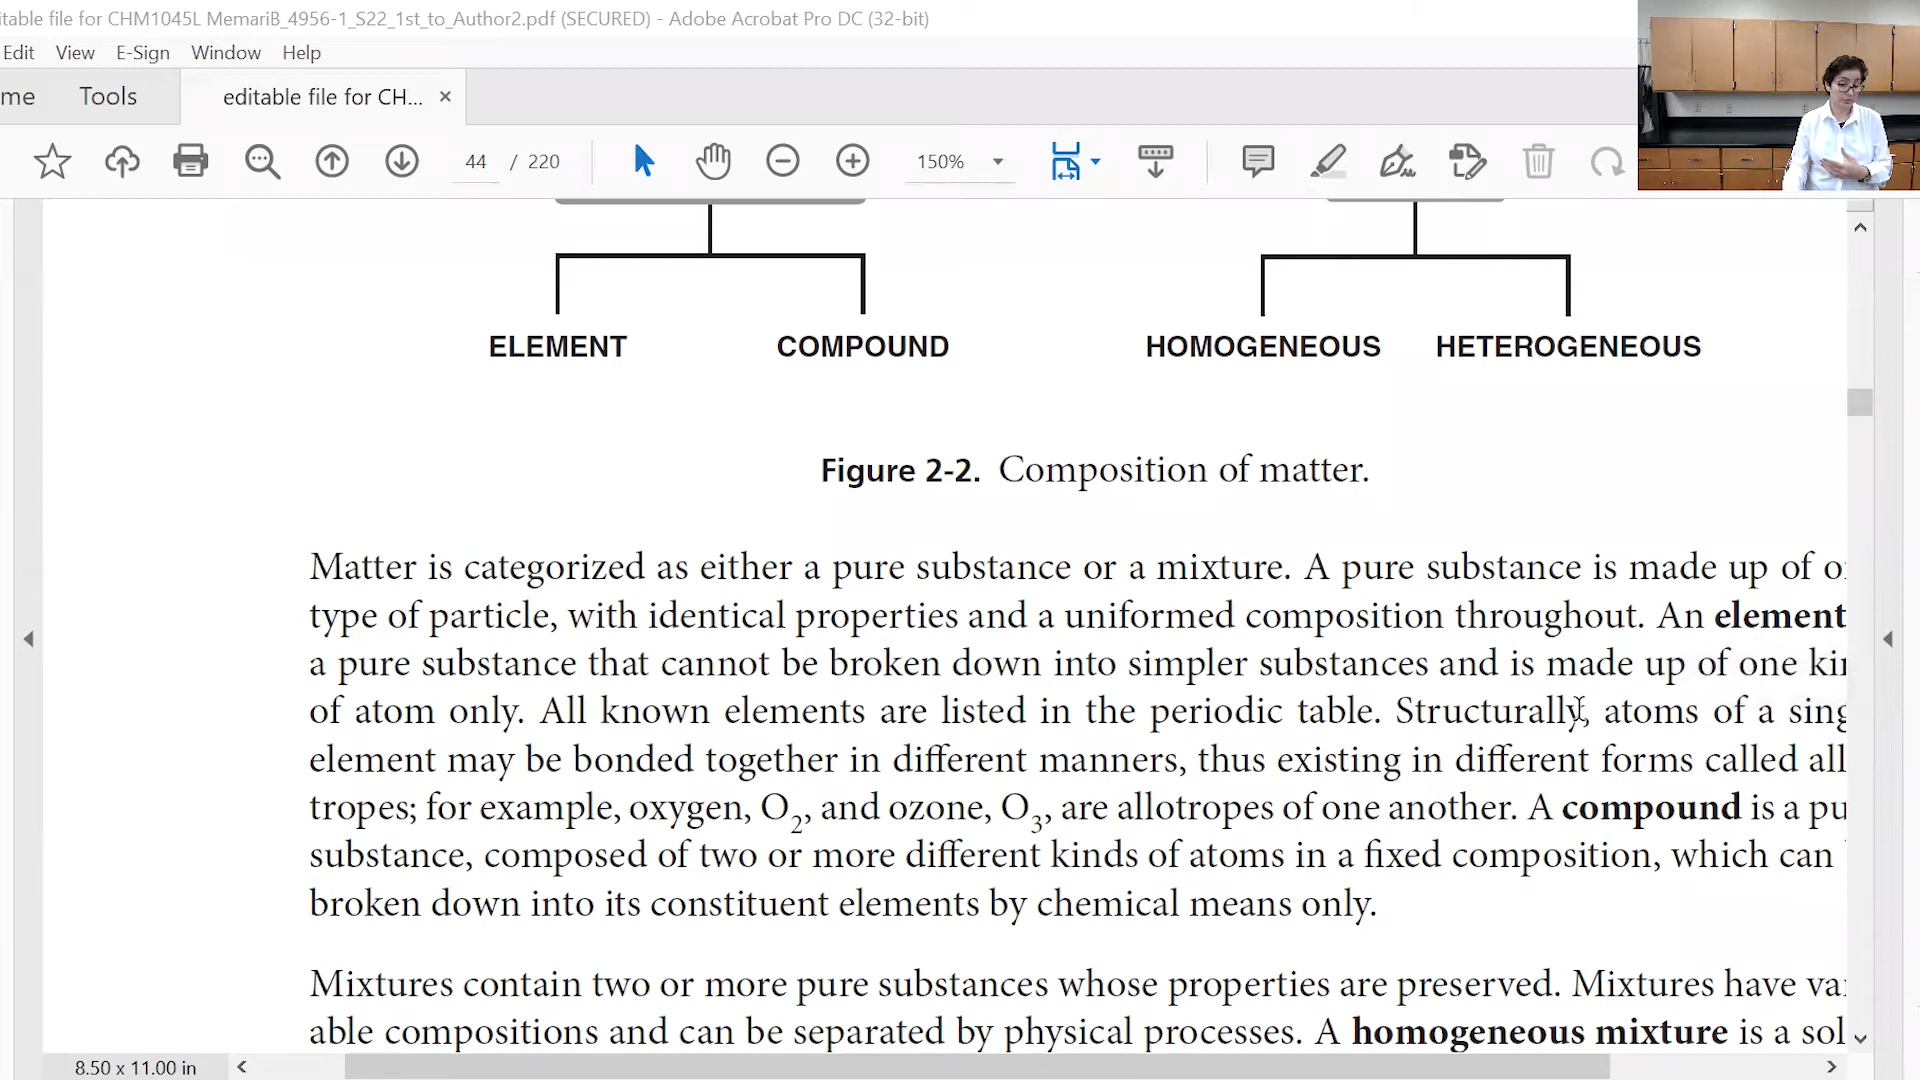 itable file for CHM1045L MemariB_4956-1_S22_1st_to_Author2.pdf (SECURED) - Adobe Acrobat Pro DC (32-bit)
Edit View E-Sign Window Help
me Tools editable file for CH... ×
44 / 220 150%
ELEMENT COMPOUND HOMOGENEOUS HETEROGENEOUS
Figure 2-2. Composition of matter.
Matter is categorized as either a pure substance or a mixture. A pure substance is made up of o
type of particle, with identical properties and a uniformed composition throughout. An element
a pure substance that cannot be broken down into simpler substances and is made up of one kin
of atom only. All known elements are listed in the periodic table. Structurally, atoms of a sing
element may be bonded together in different manners, thus existing in different forms called all
tropes; for example, oxygen, O₂, and ozone, O₃, are allotropes of one another. A compound is a pu
substance, composed of two or more different kinds of atoms in a fixed composition, which can
broken down into its constituent elements by chemical means only.
Mixtures contain two or more pure substances whose properties are preserved. Mixtures have va
able compositions and can be separated by physical processes. A homogeneous mixture is a sol
8.50 x 11.00 in